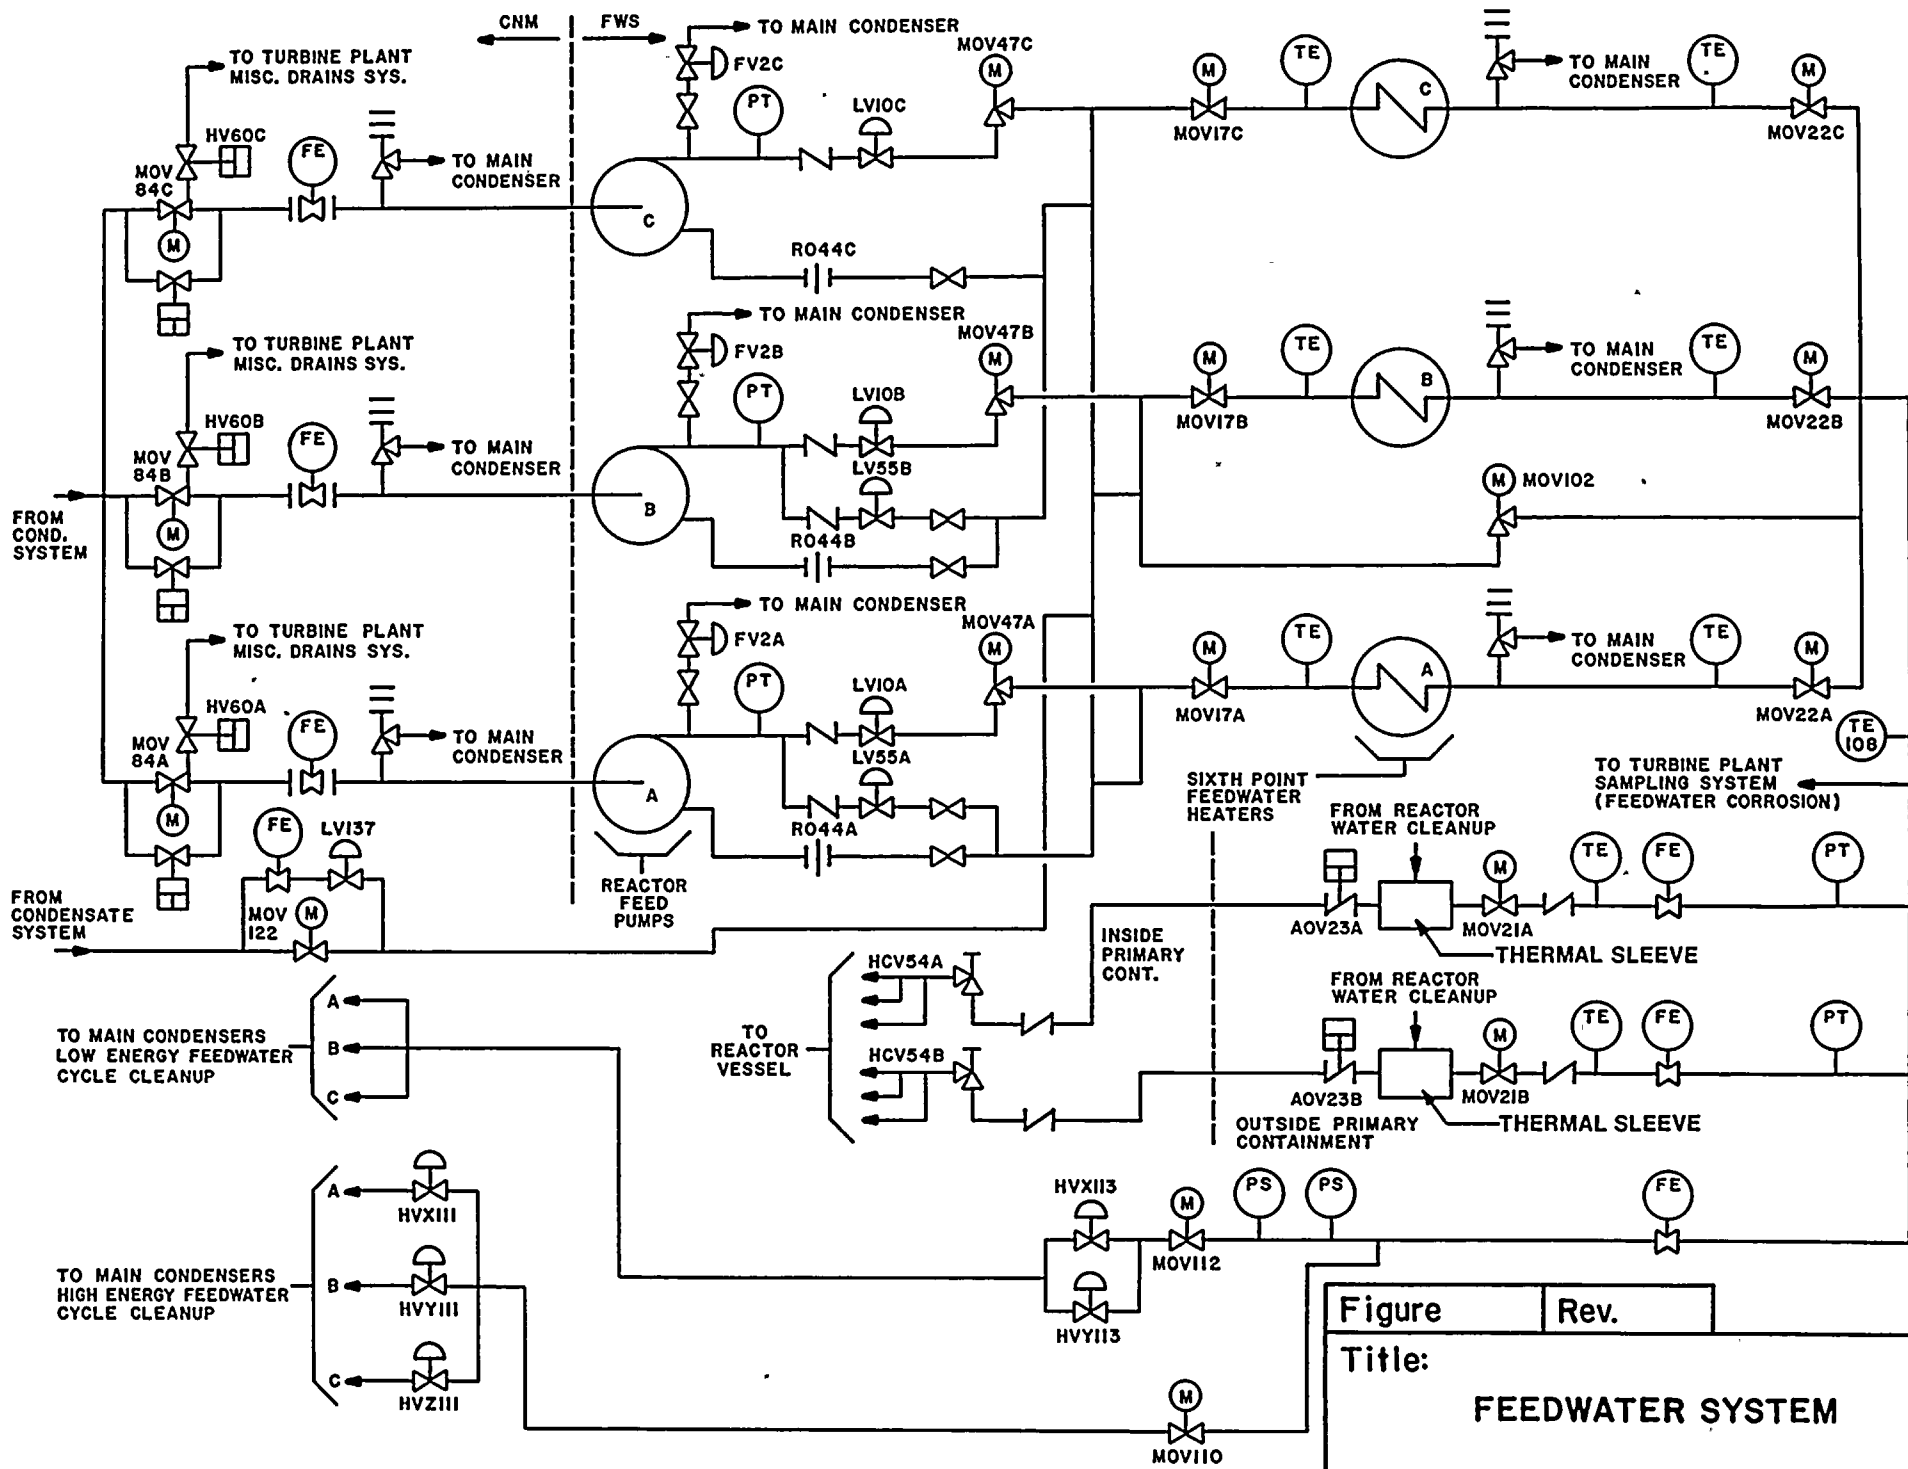 CNM
FWS
TO MAIN CONDENSER
TO TURBINE PLANT
MISC. DRAINS SYS.
FV2C
MOV47C
M
TE
C
TO MAIN
CONDENSER
TE
M
HV60C
FE
PT
LV10C
MOV17C
MOV22C
MOV
84C
TO MAIN
CONDENSER
M
C
RO44C
TO MAIN CONDENSER
TO TURBINE PLANT
MISC. DRAINS SYS.
FV2B
MOV47B
M
M
TE
B
TO MAIN
CONDENSER
TE
M
HV60B
FE
PT
LV10B
MOV17B
MOV22B
MOV
84B
TO MAIN
CONDENSER
LV55B
M
MOV102
FROM
COND.
SYSTEM
M
B
RO44B
TO MAIN CONDENSER
TO TURBINE PLANT
MISC. DRAINS SYS.
FV2A
MOV47A
M
M
TE
A
TO MAIN
CONDENSER
TE
M
HV60A
FE
PT
LV10A
MOV17A
MOV22A
MOV
84A
TO MAIN
CONDENSER
LV55A
TE
108
M
A
RO44A
SIXTH POINT
FEEDWATER
HEATERS
TO TURBINE PLANT
SAMPLING SYSTEM
(FEEDWATER CORROSION)
FE
LV137
REACTOR
FEED
PUMPS
FROM REACTOR
WATER CLEANUP
M
TE
FE
PT
FROM
CONDENSATE
SYSTEM
MOV
122
M
AOV23A
MOV21A
THERMAL SLEEVE
INSIDE
PRIMARY
CONT.
HCV54A
FROM REACTOR
WATER CLEANUP
M
TE
FE
PT
TO
REACTOR
VESSEL
HCV54B
AOV23B
MOV21B
THERMAL SLEEVE
OUTSIDE PRIMARY
CONTAINMENT
TO MAIN CONDENSERS
LOW ENERGY FEEDWATER
CYCLE CLEANUP
A
B
C
HVX113
M
PS
PS
FE
MOV112
HVY113
TO MAIN CONDENSERS
HIGH ENERGY FEEDWATER
CYCLE CLEANUP
A
HVX111
B
HVY111
C
HVZ111
M
MOV110
Figure
Rev.
Title:
FEEDWATER SYSTEM